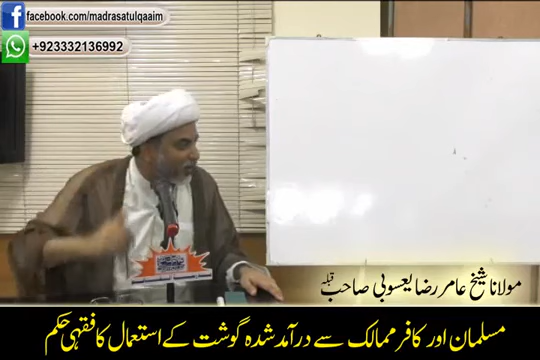 facebook.com/madrasatulqaaim
+923332136992
مولانا شیخ عامر رضا یعسوبی صاحب قبلہ
مسلمان اور کافر ممالک سے درآمد شدہ گوشت کے استعمال کا فقہی حکم